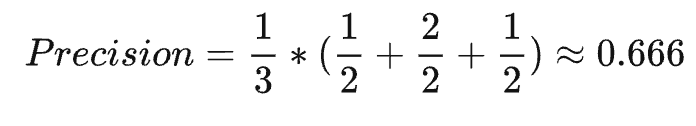 Precision = 1/3 * (1/2 + 2/2 + 1/2) ≈ 0.666